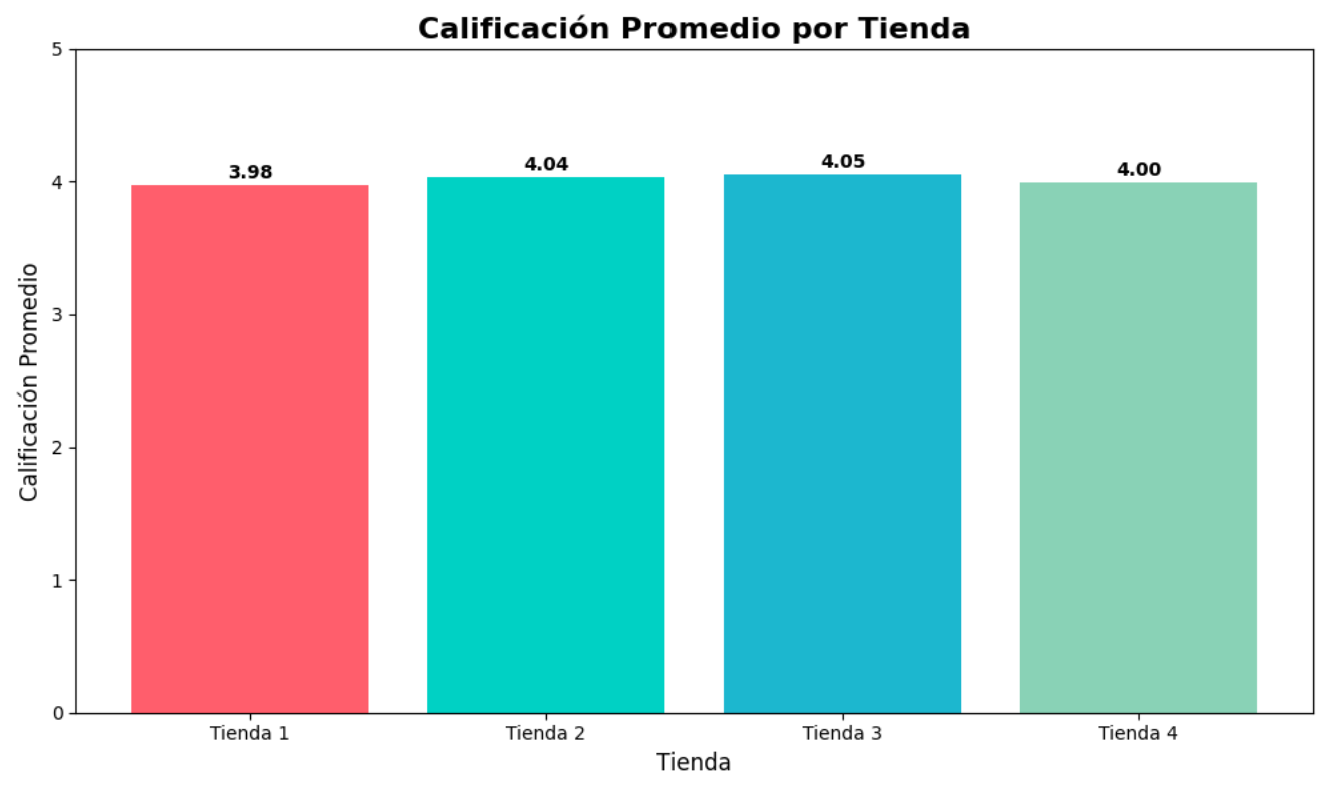 Calificación Promedio por Tienda
Calificación Promedio
5
4
3
2
1
0
3.98
4.04
4.05
4.00
Tienda 1
Tienda 2
Tienda 3
Tienda 4
Tienda